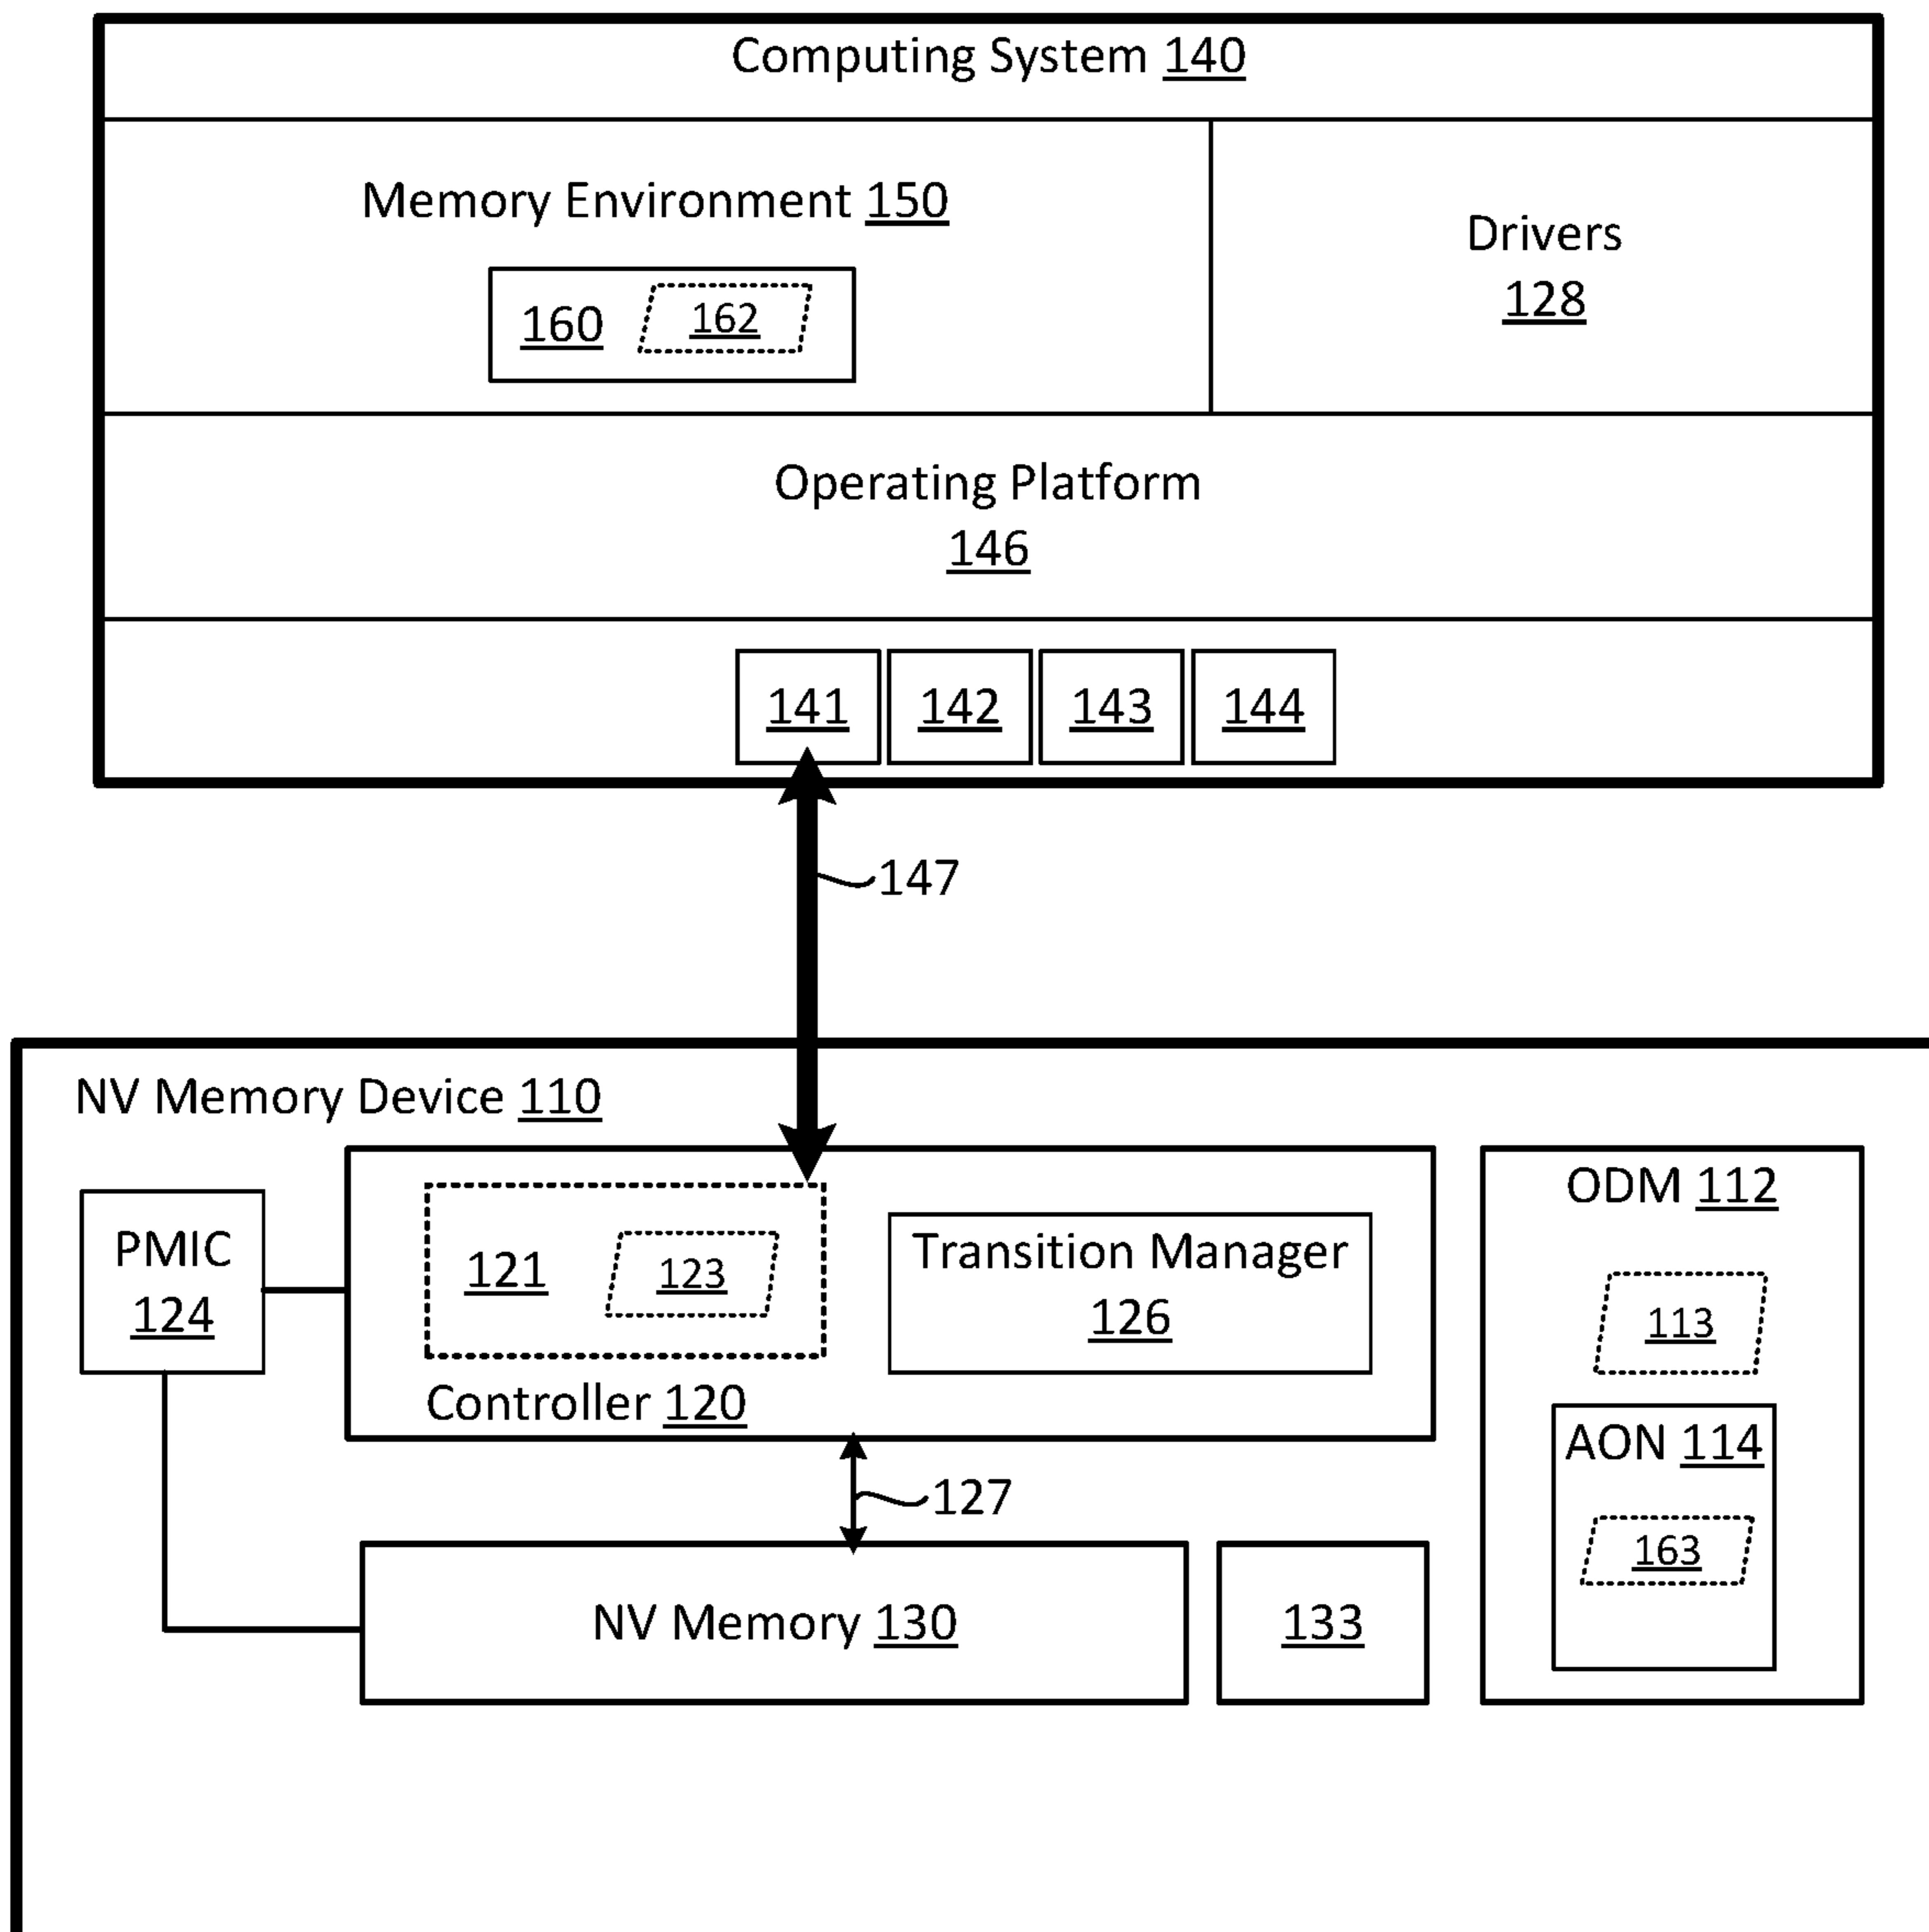 Computing System 140
Memory Environment 150
160
162
Drivers
128
Operating Platform
146
141
142
143
144
147
NV Memory Device 110
PMIC
124
121
123
Controller 120
Transition Manager
126
ODM 112
113
AON 114
163
127
NV Memory 130
133